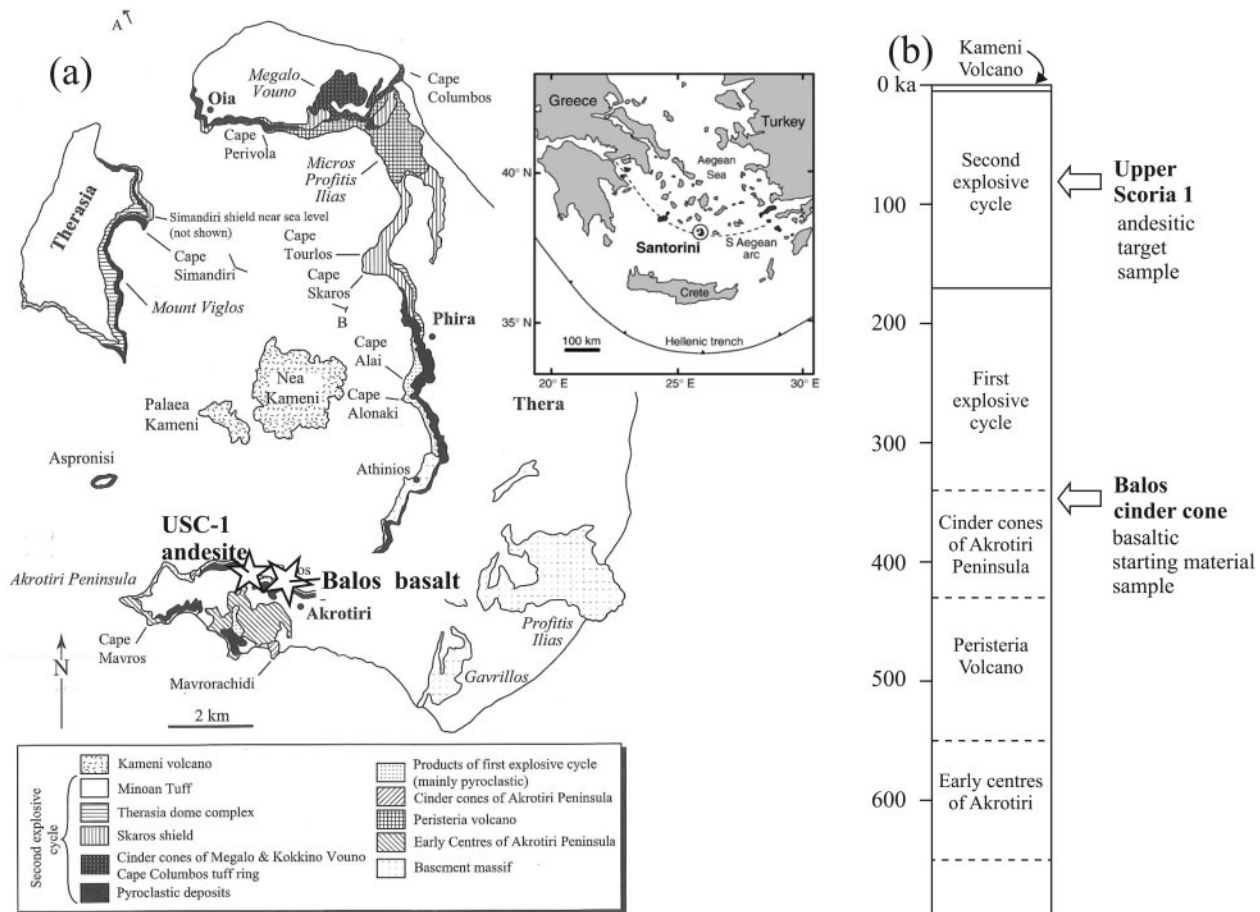 (a)
A
Megalo
Vouno
Oia
Cape
Columbos
Cape
Perivola
Micros
Profitis
Ilias
Therasia
Simandiri shield near sea level
(not shown)
Cape
Tourlos
Cape
Simandiri
Cape
Skaros
Mount Viglos
B
Phira
Cape
Alai
Nea
Kameni
Cape
Alonaki
Palaea
Kameni
Thera
Aspronisi
Athinios
USC-1
andesite
Akrotiri Peninsula
Balos basalt
Akrotiri
Cape
Mavros
Profitis
Ilias
Mavrorachidi
Gavrillos
N
2 km
Greece
Turkey
Aegean
Sea
40° N
Santorini
S Aegean
arc
Crete
35° N
Hellenic trench
100 km
20° E
25° E
30° E
Second explosive
cycle
Kameni volcano
Minoan Tuff
Therasia dome complex
Skaros shield
Cinder cones of Megalo & Kokkino Vouno
Cape Columbos tuff ring
Pyroclastic deposits
Products of first explosive cycle
(mainly pyroclastic)
Cinder cones of Akrotiri Peninsula
Peristeria volcano
Early Centres of Akrotiri Peninsula
Basement massif
(b)
Kameni
Volcano
0 ka
Second
explosive
cycle
Upper
Scoria 1
andesitic
target
sample
100
200
First
explosive
cycle
300
Balos
cinder cone
basaltic
starting material
sample
Cinder cones
of Akrotiri
Peninsula
400
Peristeria
Volcano
500
Early centres
of Akrotiri
600